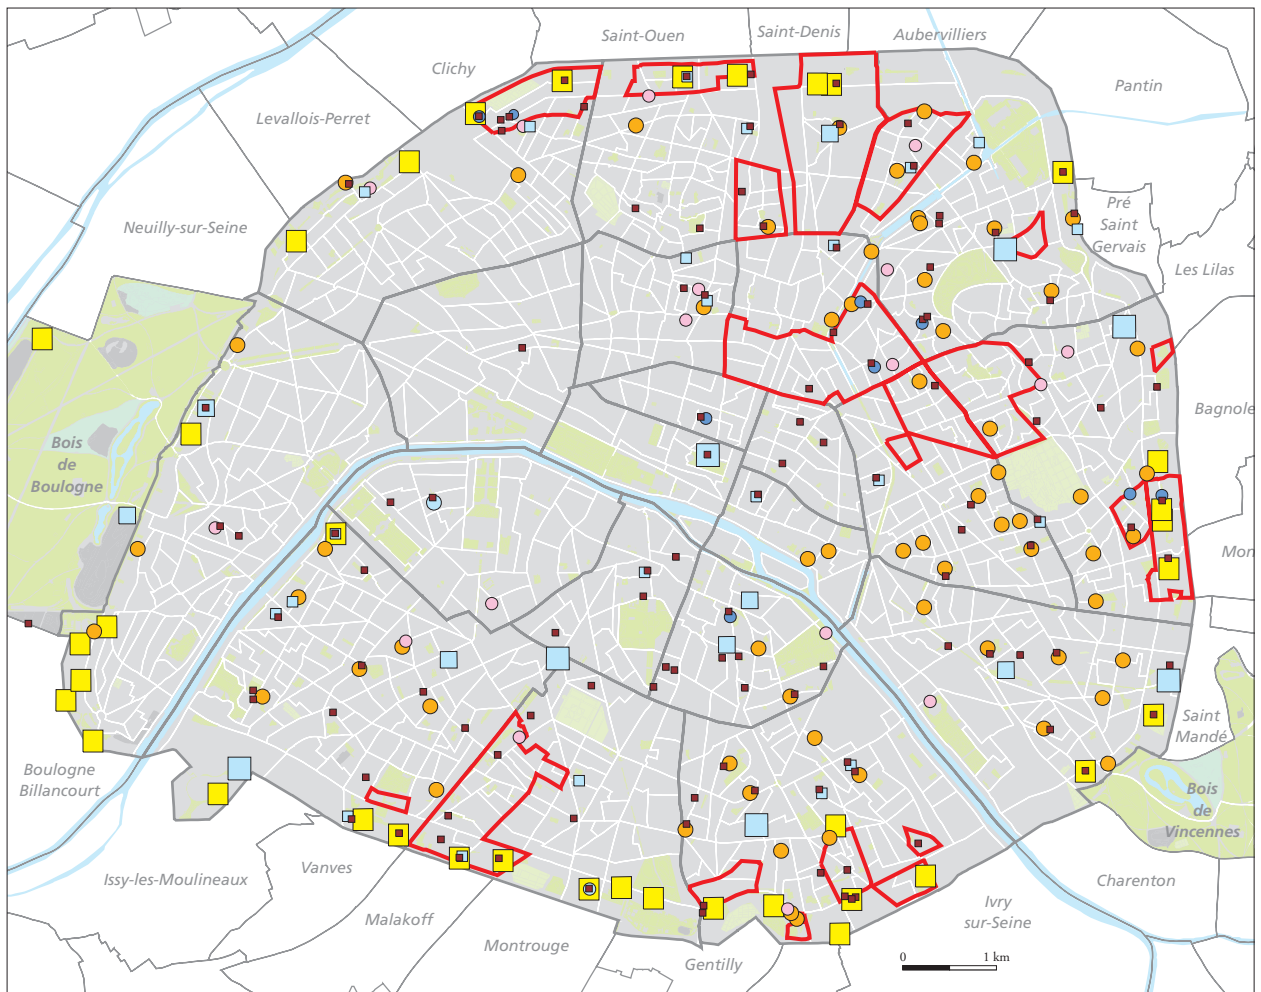 Saint-Ouen
Saint-Denis
Aubervilliers
Clichy
Pantin
Levallois-Perret
Neuilly-sur-Seine
Pré
Saint
Gervais
Les Lilas
Bagnole
Bois
de
Boulogne
Mon
Saint
Mandé
Boulogne
Billancourt
Bois
de
Vincennes
Issy-les-Moulineaux
Vanves
Charenton
Malakoff
Ivry
sur-Seine
Montrouge
Gentilly
0 1 km